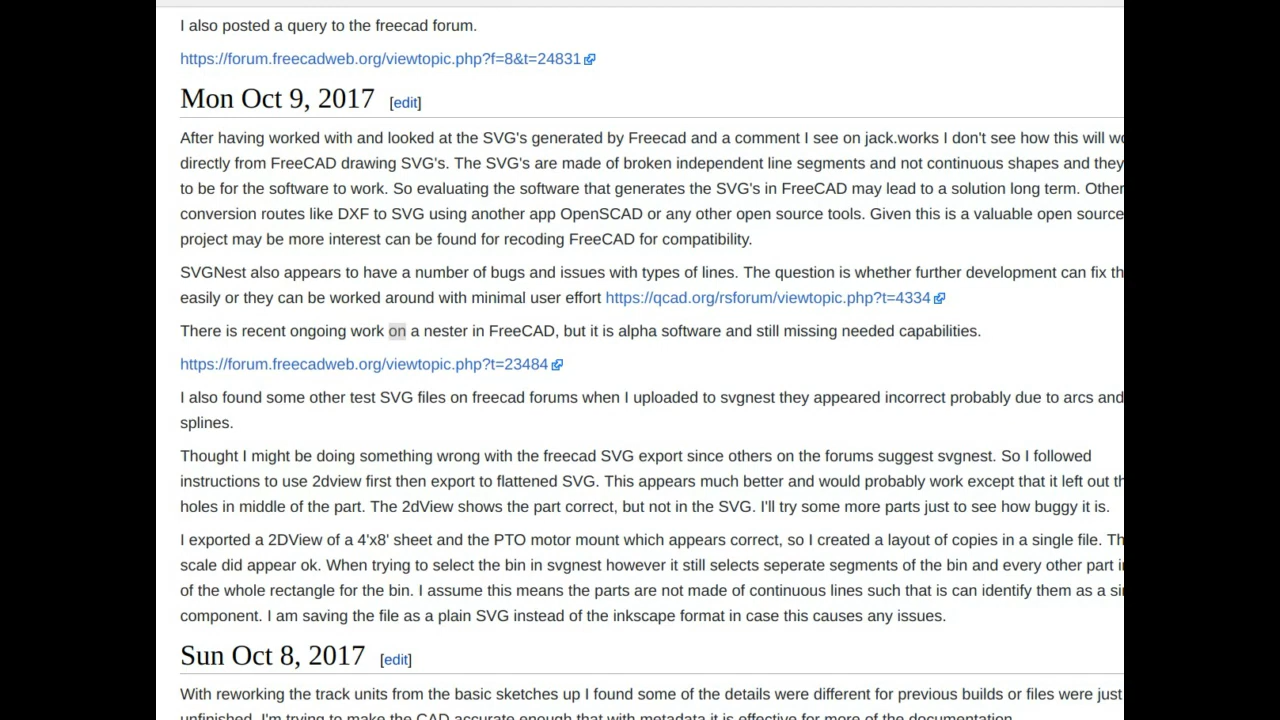 I also posted a query to the freecad forum.
https://forum.freecadweb.org/viewtopic.php?f=8&t=24831
Mon Oct 9, 2017 [edit]
After having worked with and looked at the SVG's generated by Freecad and a comment I see on jack.works I don't see how this will
directly from FreeCAD drawing SVG's. The SVG's are made of broken independent line segments and not continuous shapes and they
to be for the software to work. So evaluating the software that generates the SVG's in FreeCAD may lead to a solution long term. Other
conversion routes like DXF to SVG using another app OpenSCAD or any other open source tools. Given this is a valuable open source
project may be more interest can be found for recoding FreeCAD for compatibility.
SVGNest also appears to have a number of bugs and issues with types of lines. The question is whether further development can fix
easily or they can be worked around with minimal user effort https://qcad.org/rsforum/viewtopic.php?t=4334
There is recent ongoing work on a nester in FreeCAD, but it is alpha software and still missing needed capabilities.
https://forum.freecadweb.org/viewtopic.php?t=23484
I also found some other test SVG files on freecad forums when I uploaded to svgnest they appeared incorrect probably due to arcs and
splines.
Thought I might be doing something wrong with the freecad SVG export since others on the forums suggest svgnest. So I followed
instructions to use 2dview first then export to flattened SVG. This appears much better and would probably work except that it left out
holes in middle of the part. The 2dView shows the part correct, but not in the SVG. I'll try some more parts just to see how buggy it is.
I exported a 2DView of a 4'x8' sheet and the PTO motor mount which appears correct, so I created a layout of copies in a single file.
scale did appear ok. When trying to select the bin in svgnest however it still selects seperate segments of the bin and every other part
of the whole rectangle for the bin. I assume this means the parts are not made of continuous lines such that is can identify them as a
component. I am saving the file as a plain SVG instead of the inkscape format in case this causes any issues.
Sun Oct 8, 2017 [edit]
With reworking the track units from the basic sketches up I found some of the details were different for previous builds or files were just
unfinished. I'm trying to make the CAD accurate enough that with metadata it is effective for more of the documentation.